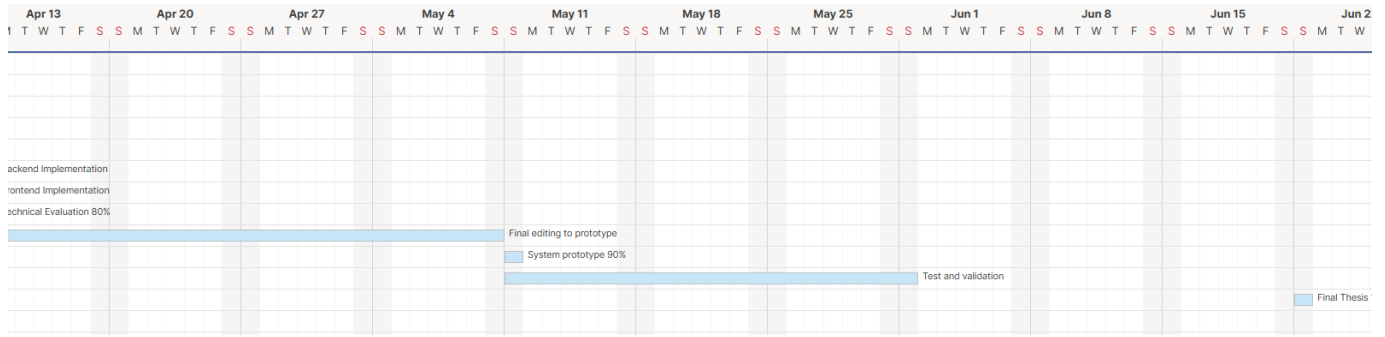 Apr 13 Apr 20 Apr 27 May 4 May 11 May 18 May 25 Jun 1 Jun 8 Jun 15 Jun 2
T W T F S S M T W T F S S M T W T F S S M T W T F S S M T W T F S S M T W T F S S M T W T F S S M T W T F S S M T W T F S S M T W T F S S M T W
ackend Implementation
rontend Implementation
echnical Evaluation 80%
Final editing to prototype
System prototype 90%
Test and validation
Final Thesis